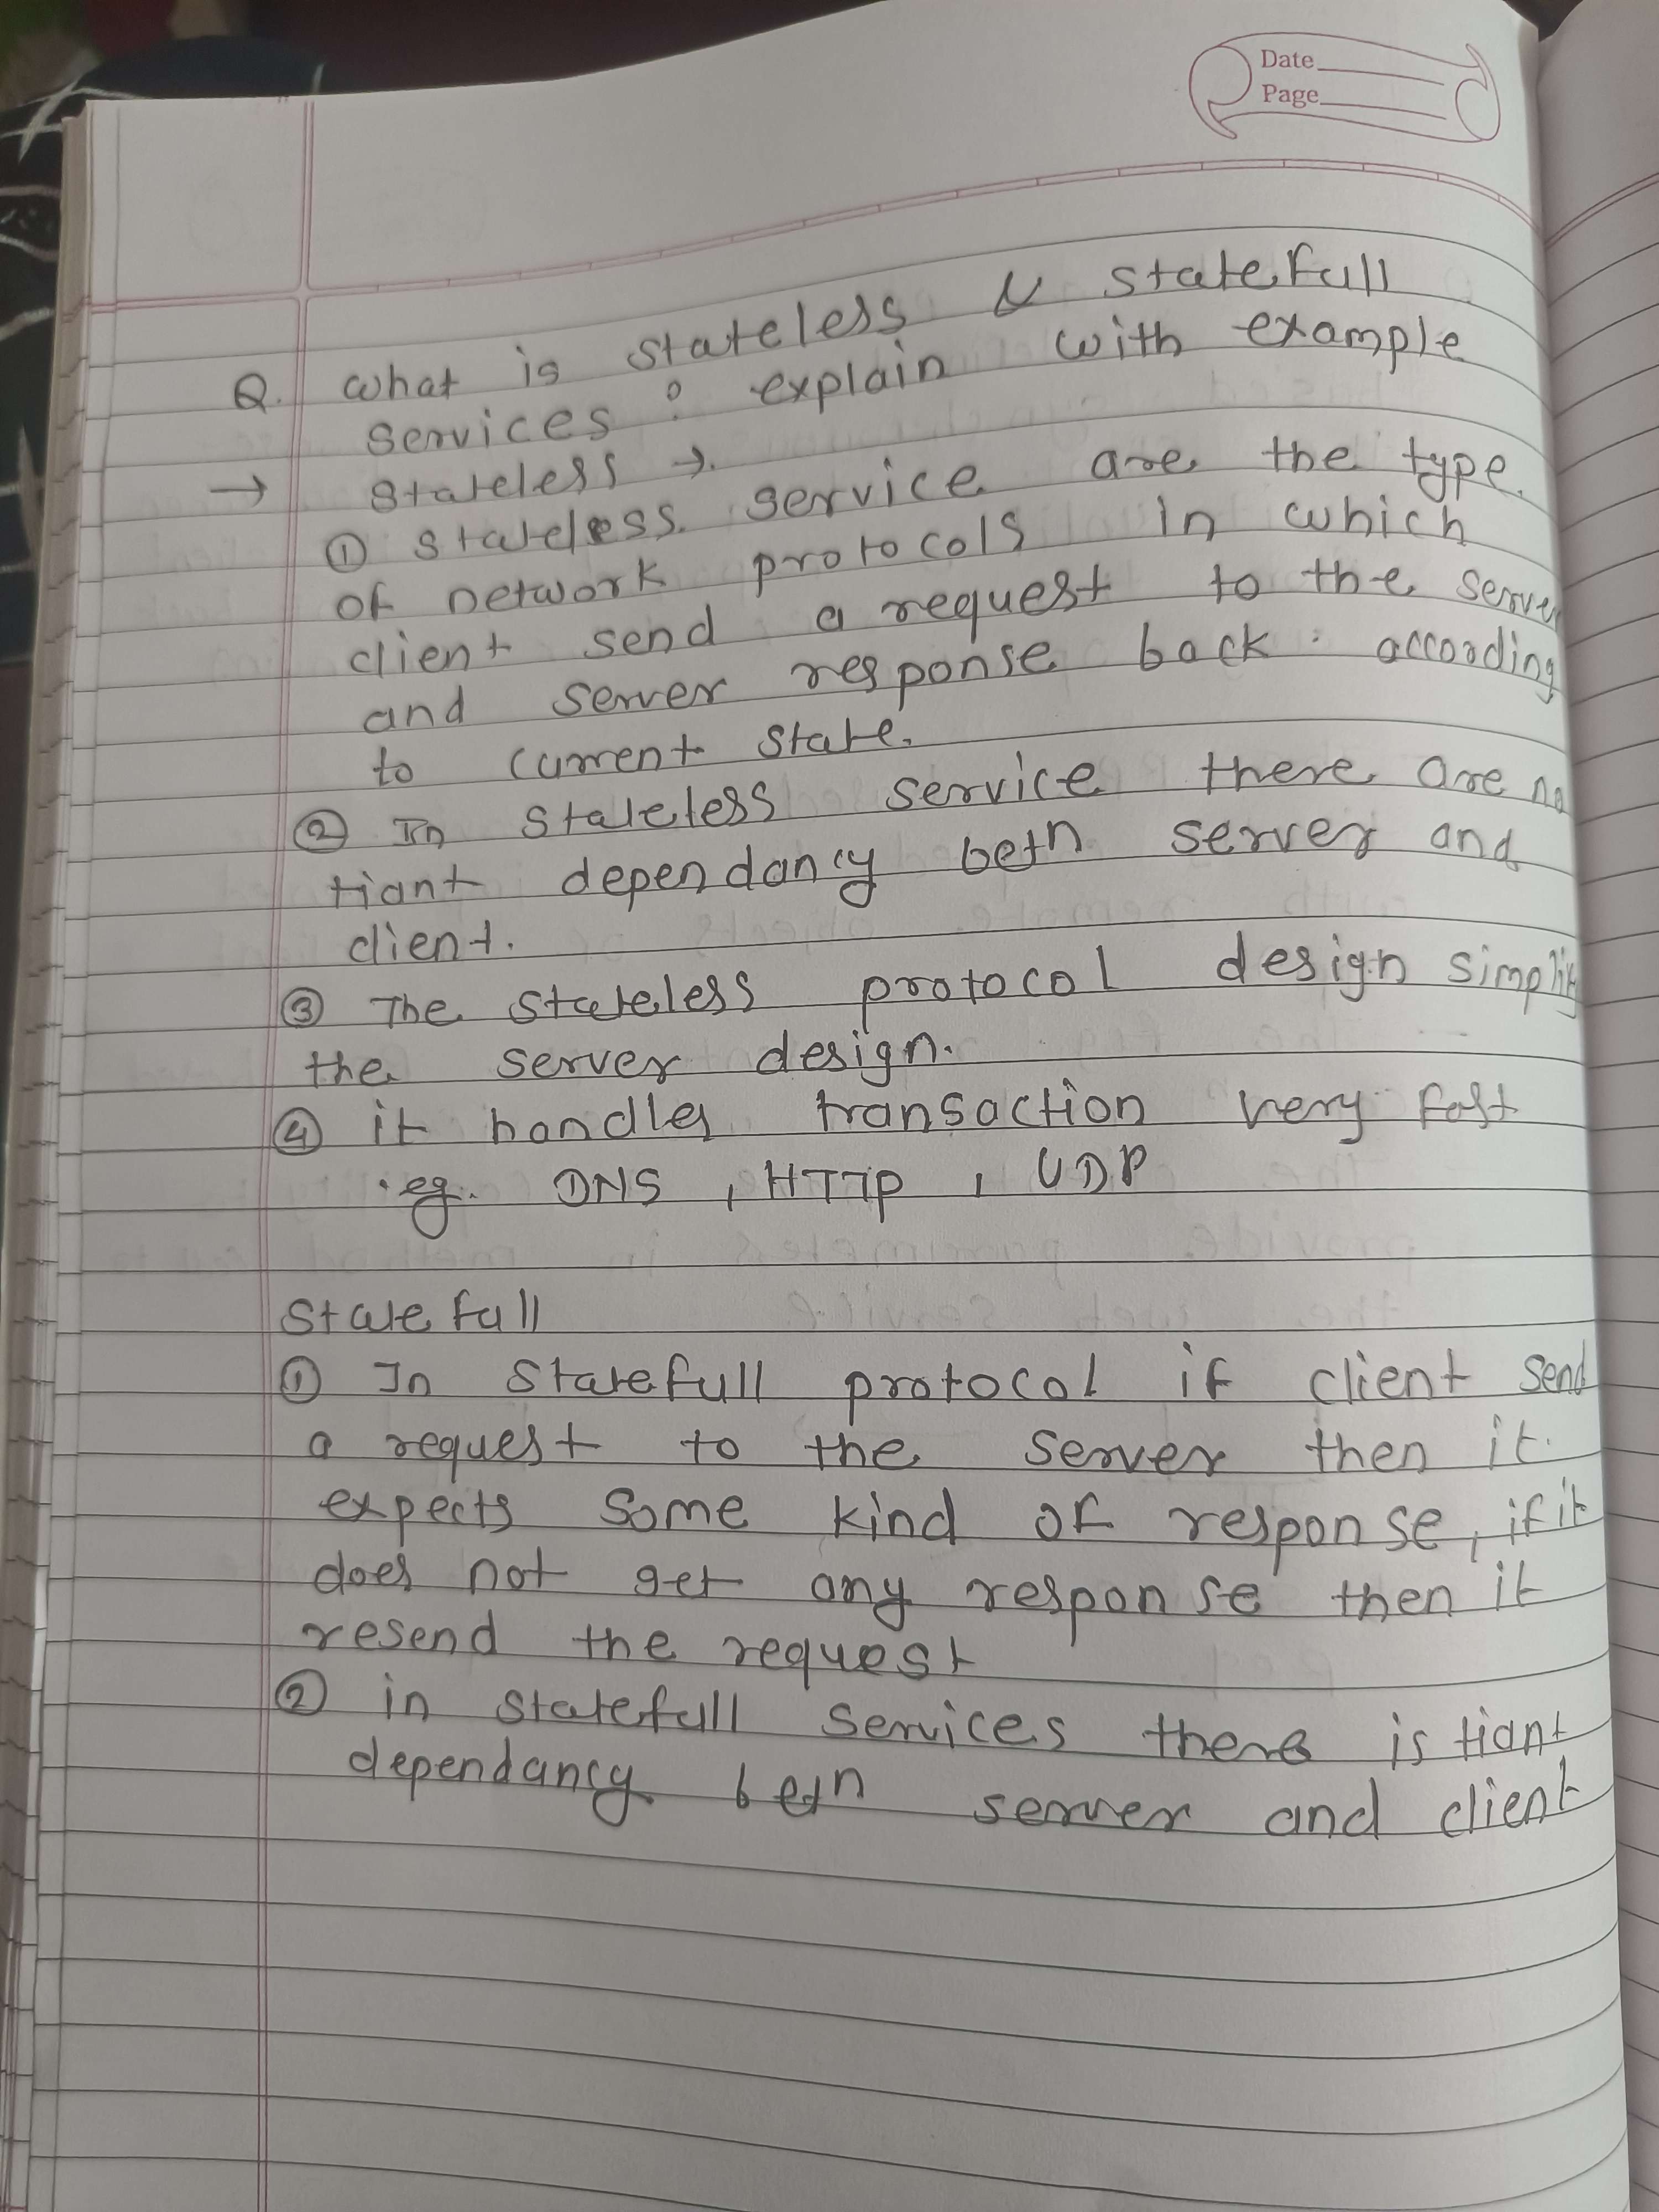 Date
Page
Q. What is stateless & statefull
services : explain with example
→ stateless →.
① stateless service are the type
of network protocols in which
client send a request to the server
and server response back according
to current state.
② In stateless service there are no
tiant dependancy betn server and
client.
③ The stateless protocol design simplify
the server design.
④ it handles transaction very fast
eg. DNS , HTTP , UDP
Statefull
① In Statefull protocol if client send
a request to the server then it
expects some kind of response, if it
does not get any response then it
resend the request
② in statefull services there is tiant
dependancy betn server and client